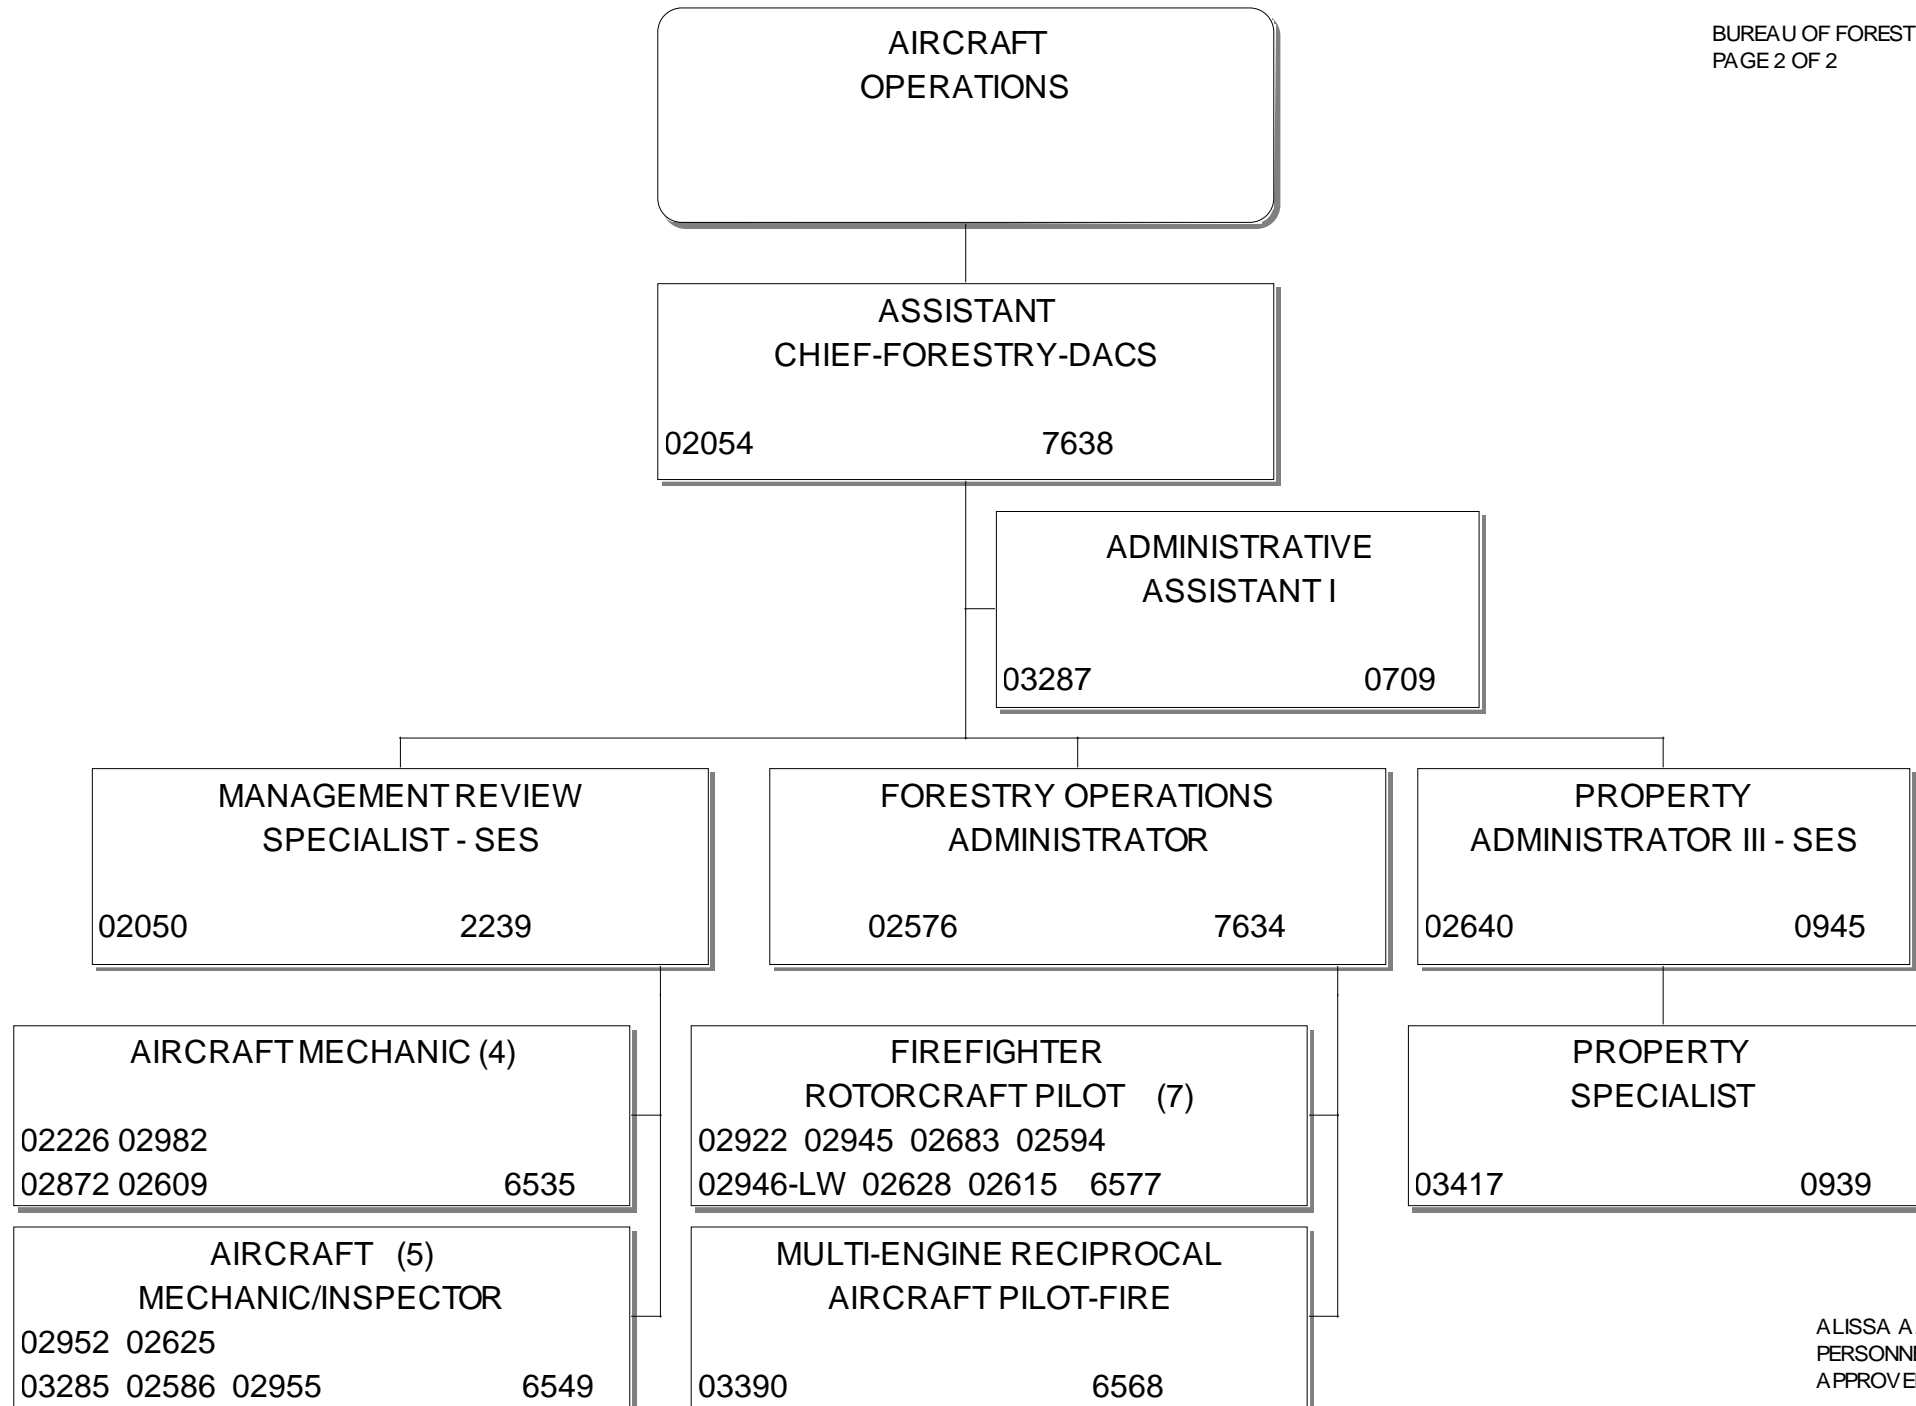 AIRCRAFT
OPERATIONS
BUREAU OF FOREST
PAGE 2 OF 2
ASSISTANT
CHIEF-FORESTRY-DACS
02054 7638
ADMINISTRATIVE
ASSISTANT I
03287 0709
MANAGEMENT REVIEW
SPECIALIST - SES
02050 2239
FORESTRY OPERATIONS
ADMINISTRATOR
02576 7634
PROPERTY
ADMINISTRATOR III - SES
02640 0945
AIRCRAFT MECHANIC (4)
02226 02982
02872 02609 6535
FIREFIGHTER
ROTORCRAFT PILOT (7)
02922 02945 02683 02594
02946-LW 02628 02615 6577
PROPERTY
SPECIALIST
03417 0939
AIRCRAFT (5)
MECHANIC/INSPECTOR
02952 02625
03285 02586 02955 6549
MULTI-ENGINE RECIPROCAL
AIRCRAFT PILOT-FIRE
03390 6568
ALISSA A
PERSONNE
APPROVE